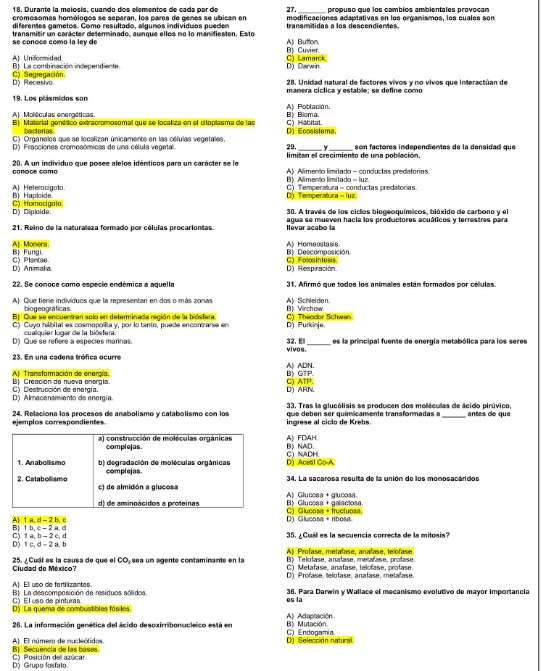 18. Durante la meiosis, cuando dos elementos de cada par de
cromosomas homólogos se separan, los pares de genes se ubican en
diferentes gametos. Como resultado, algunos individuos pueden
transmitir un carácter determinado, aunque ellos no lo manifiesten. Esto
se conoce como la ley de
A) Uniformidad.
B) La combinación independiente.
C) Segregación.
D) Recesivo.
19. Los plásmidos son
A) Moléculas energéticas.
B) Material genético extracromosomal que se localiza en el citoplasma de las
bacterias.
C) Organelos que se localizan únicamente en las células vegetales.
D) Fracciones cromosómicas de una célula vegetal.
20. A un individuo que posee alelos idénticos para un carácter se le
conoce como
A) Heterocigoto.
B) Haploide.
C) Homocigoto.
D) Diploide.
21. Reino de la naturaleza formado por células procariontas.
A) Monera.
B) Fungi.
C) Plantae.
D) Animalia.
22. Se conoce como especie endémica a aquella
A) Que tiene individuos que la representan en dos o más zonas
biogeográficas.
B) Que se encuentran solo en determinada región de la biósfera.
C) Cuyo hábitat es cosmopolita y, por lo tanto, puede encontrarse en
cualquier lugar de la biósfera.
D) Que se refiere a especies marinas.
23. En una cadena trófica ocurre
A) Transformación de energía.
B) Creación de nueva energía.
C) Destrucción de energía.
D) Almacenamiento de energía.
24. Relaciona los procesos de anabolismo y catabolismo con los
ejemplos correspondientes.
1. Anabolismo
2. Catabolismo
a) construcción de moléculas orgánicas
complejas.
b) degradación de moléculas orgánicas
complejas.
c) de almidón a glucosa
d) de aminoácidos a proteínas
A) 1 a, d – 2 b, c
B) 1 b, c – 2 a, d
C) 1 a, b – 2 c, d
D) 1 c, d – 2 a, b
25. ¿Cuál es la causa de que el CO₂ sea un agente contaminante en la
Ciudad de México?
A) El uso de fertilizantes.
B) La descomposición de residuos sólidos.
C) El uso de pinturas.
D) La quema de combustibles fósiles.
26. La información genética del ácido desoxirribonucleico está en
A) El número de nucleótidos.
B) Secuencia de las bases.
C) Posición del azúcar.
D) Grupo fosfato.
27. ________ propuso que los cambios ambientales provocan
modificaciones adaptativas en los organismos, los cuales son
transmitidas a los descendientes.
A) Buffon.
B) Cuvier.
C) Lamarck.
D) Darwin.
28. Unidad natural de factores vivos y no vivos que interactúan de
manera cíclica y estable; se define como
A) Población.
B) Bioma.
C) Hábitat.
D) Ecosistema.
29. ______ y ______ son factores independientes de la densidad que
limitan el crecimiento de una población.
A) Alimento limitado – conductas predatorias.
B) Alimento limitado – luz.
C) Temperatura – conductas predatorias.
D) Temperatura – luz.
30. A través de los ciclos biogeoquímicos, bióxido de carbono y el
agua se mueven hacia los productores acuáticos y terrestres para
llevar acabo la
A) Homeostasis.
B) Descomposición.
C) Fotosíntesis.
D) Respiración.
31. Afirmó que todos los animales están formados por células.
A) Schleiden.
B) Virchow.
C) Theodor Schwan.
D) Purkinje.
32. El ______ es la principal fuente de energía metabólica para los seres
vivos.
A) ADN.
B) GTP.
C) ATP.
D) ARN.
33. Tras la glucólisis se producen dos moléculas de ácido pirúvico,
que deben ser químicamente transformadas a ______ antes de que
ingrese al ciclo de Krebs.
A) FDAH.
B) NAD.
C) NADH.
D) Acetil Co-A.
34. La sacarosa resulta de la unión de los monosacáridos
A) Glucosa + glucosa.
B) Glucosa + galactosa.
C) Glucosa + fructuosa.
D) Glucosa + ribosa.
35. ¿Cuál es la secuencia correcta de la mitosis?
A) Profase, metafase, anafase, telofase.
B) Telofase, anafase, metafase, profase.
C) Metafase, anafase, telofase, profase.
D) Profase, telofase, anafase, metafase.
36. Para Darwin y Wallace el mecanismo evolutivo de mayor importancia
es la
A) Adaptación.
B) Mutación.
C) Endogamia.
D) Selección natural.